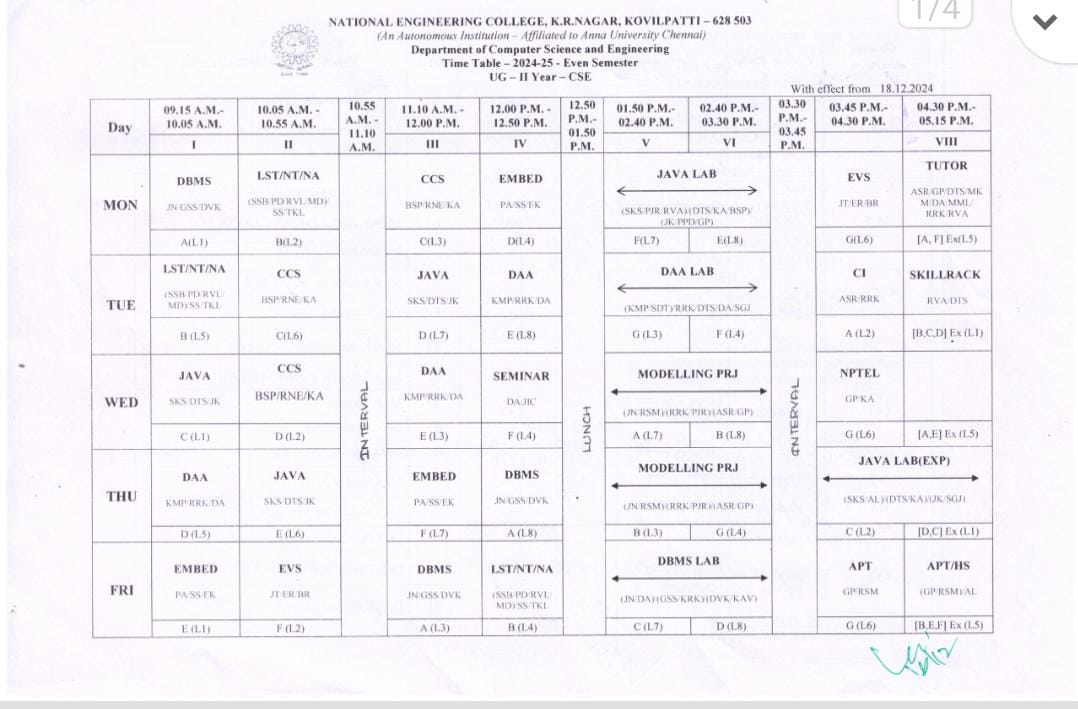 1/4
NATIONAL ENGINEERING COLLEGE, K.R.NAGAR, KOVILPATTI – 628 503
(An Autonomous Institution – Affiliated to Anna University Chennai)
Department of Computer Science and Engineering
Time Table – 2024-25 - Even Semester
UG – II Year – CSE
With effect from 18.12.2024
Day 09.15 A.M.- 10.05 A.M. 10.05 A.M. - 10.55 A.M. 10.55 A.M. - 11.10 A.M. 11.10 A.M. - 12.00 P.M. 12.00 P.M. - 12.50 P.M. 12.50 P.M.- 01.50 P.M. 01.50 P.M.- 02.40 P.M. 02.40 P.M.- 03.30 P.M. 03.30 P.M.- 03.45 P.M. 03.45 P.M.- 04.30 P.M. 04.30 P.M.- 05.15 P.M.
I II III IV V VI VIII
MON DBMS LST/NT/NA CCS EMBED JAVA LAB EVS TUTOR
JN/GSS/DVK (SSB/PD/RVL/MD)/SS/TKL BSP/RNE/KA PA/SS/EK (SKS/PJR/RVA)(DTS/KA/BSP)/(JK/PPD/GP) JT/ER/BR ASR/GP/DTS/MKM/DA/MML/RRK/RVA
A(L1) B(L2) C(L3) D(L4) F(L7) E(L8) G(L6) [A, F] Ex(L5)
TUE LST/NT/NA CCS JAVA DAA DAA LAB CI SKILLRACK
(SSB/PD/RVL/MD)/SS/TKL BSP/RNE/KA SKS/DTS/JK KMP/RRK/DA (KMP/SDT)(RRK/DTS/DA/SGJ ASR/RRK RVA/DTS
B (L5) C(L6) D (L7) E (L8) G (L3) F (L4) A (L2) [B,C,D] Ex (L1)
WED JAVA CCS DAA SEMINAR MODELLING PRJ NPTEL
SKS/DTS/JK BSP/RNE/KA KMP/RRK/DA DA/JIC (JN/RSM)(RRK/PJR)(ASR/GP) GP/KA
C (L1) D (L2) E (L3) F (L4) A (L7) B (L8) G (L6) [A,E] Ex (L5)
INTERVAL
LUNCH
INTERVAL
THU DAA JAVA EMBED DBMS MODELLING PRJ JAVA LAB(EXP)
KMP/RRK/DA SKS/DTS/JK PA/SS/EK JN/GSS/DVK (JN/RSM)(RRK/PJR)(ASR/GP) (SKS/AL)(DTS/KA)(JK/SGJ)
D (L5) E (L6) F (L7) A (L8) B (L3) G (L4) C (L2) [D,C] Ex (L1)
FRI EMBED EVS DBMS LST/NT/NA DBMS LAB APT APT/HS
PA/SS/EK JT/ER/BR JN/GSS/DVK (SSB/PD/RVL/MD)/SS/TKL (JN/DA)(GSS/KRK)(DVK/KAV) GP/RSM (GP/RSM)/AL
E (L1) F (L2) A (L3) B (L4) C (L7) D (L8) G (L6) [B,E,F] Ex (L5)